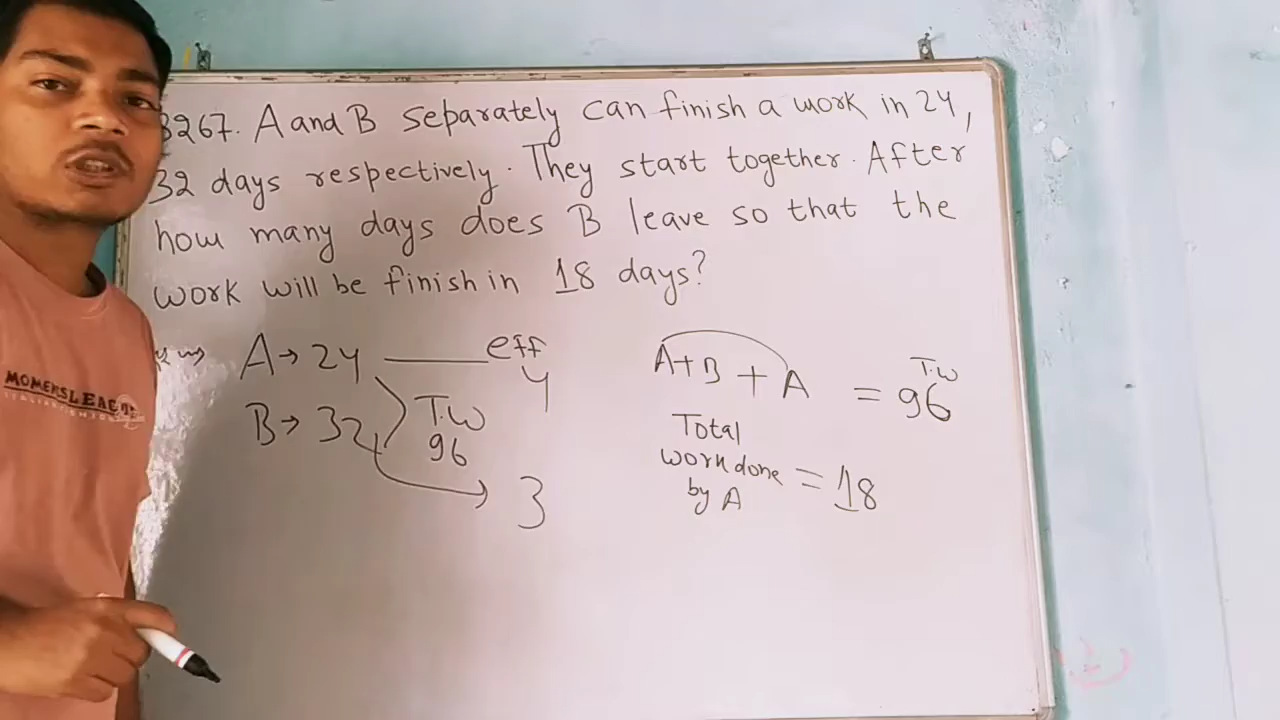 3267. A and B separately can finish a work in 24,
32 days respectively. They start together. After
how many days does B leave so that the
work will be finish in 18 days?
A → 24 eff 4
B → 32 T.W 96
3
A+B + A = 96 T.W
Total
work done = 18
by A